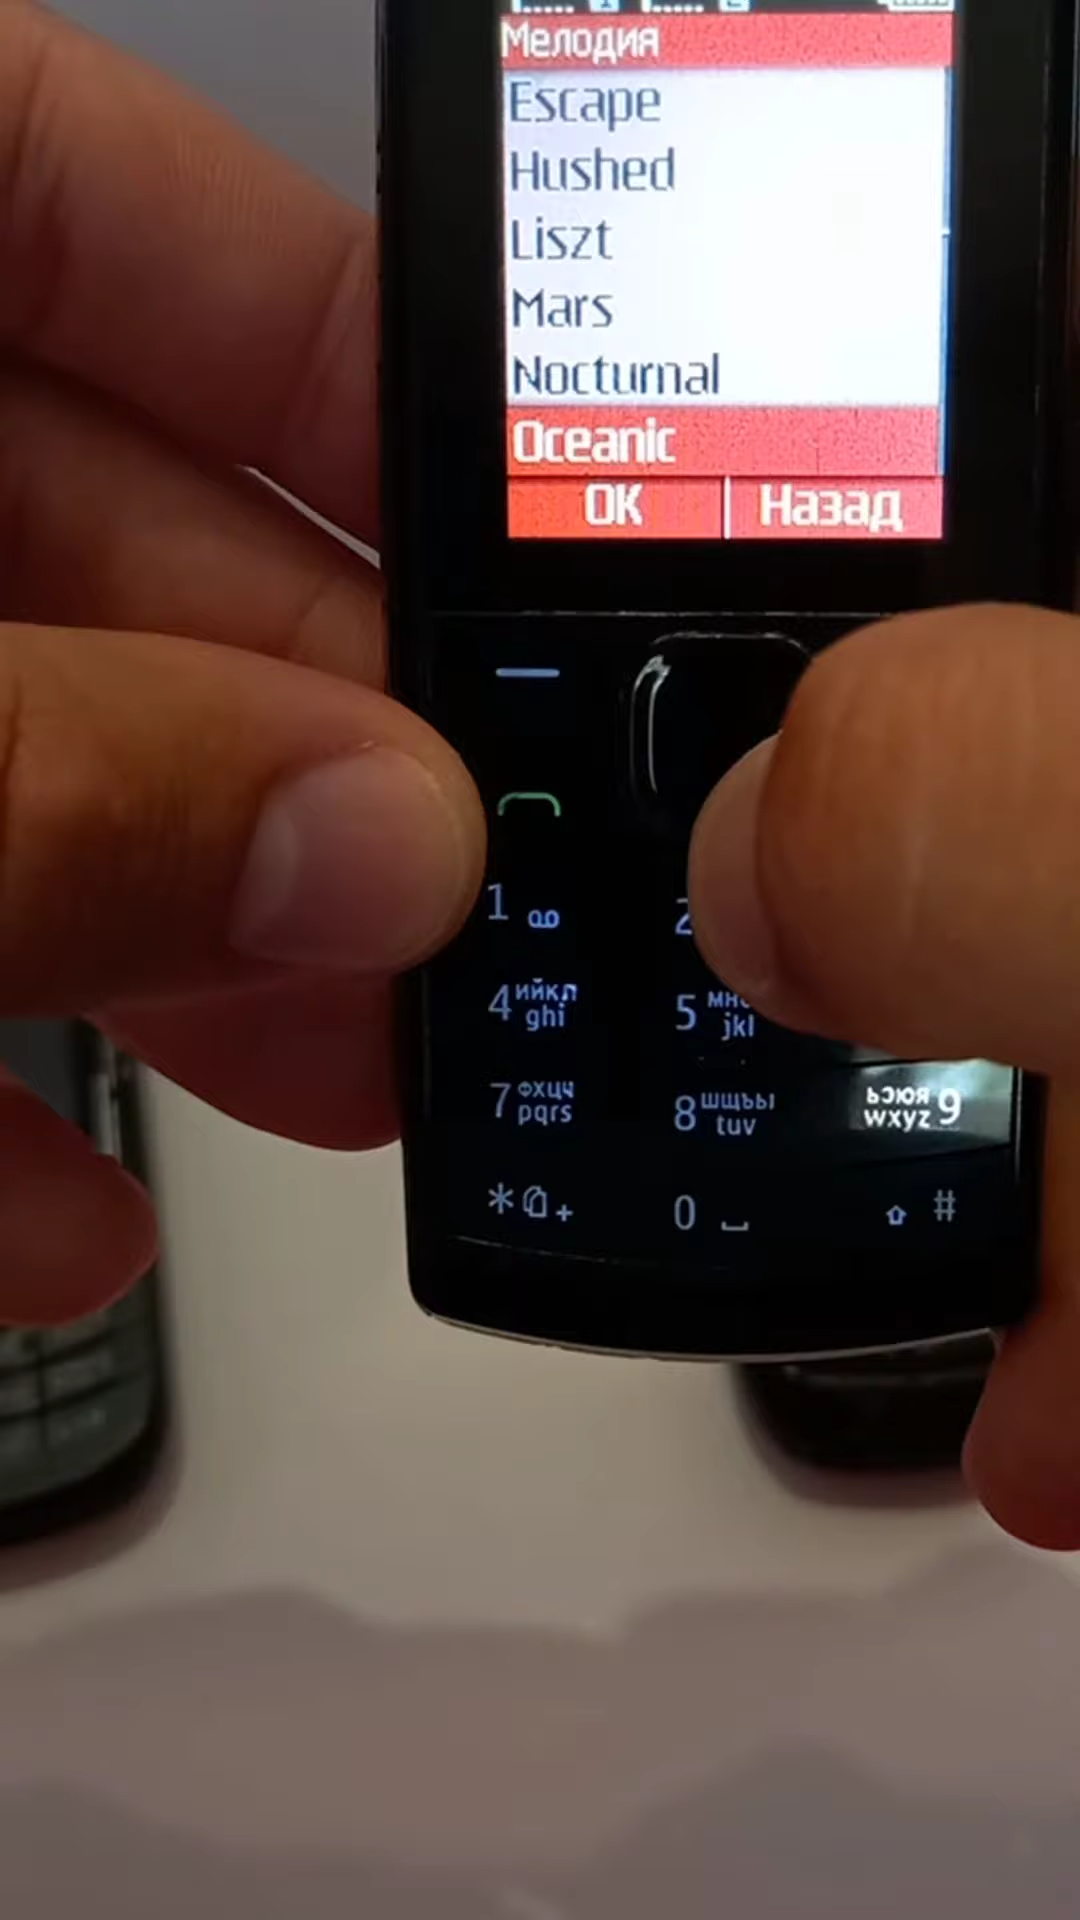 Мелодия
Escape
Hushed
Liszt
Mars
Nocturnal
Oceanic
OK Назад
1 2
4 ийкл ghi 5 jkl
7 фхцч pqrs 8 шщъы tuv ьэюя wxyz 9
* + 0 #